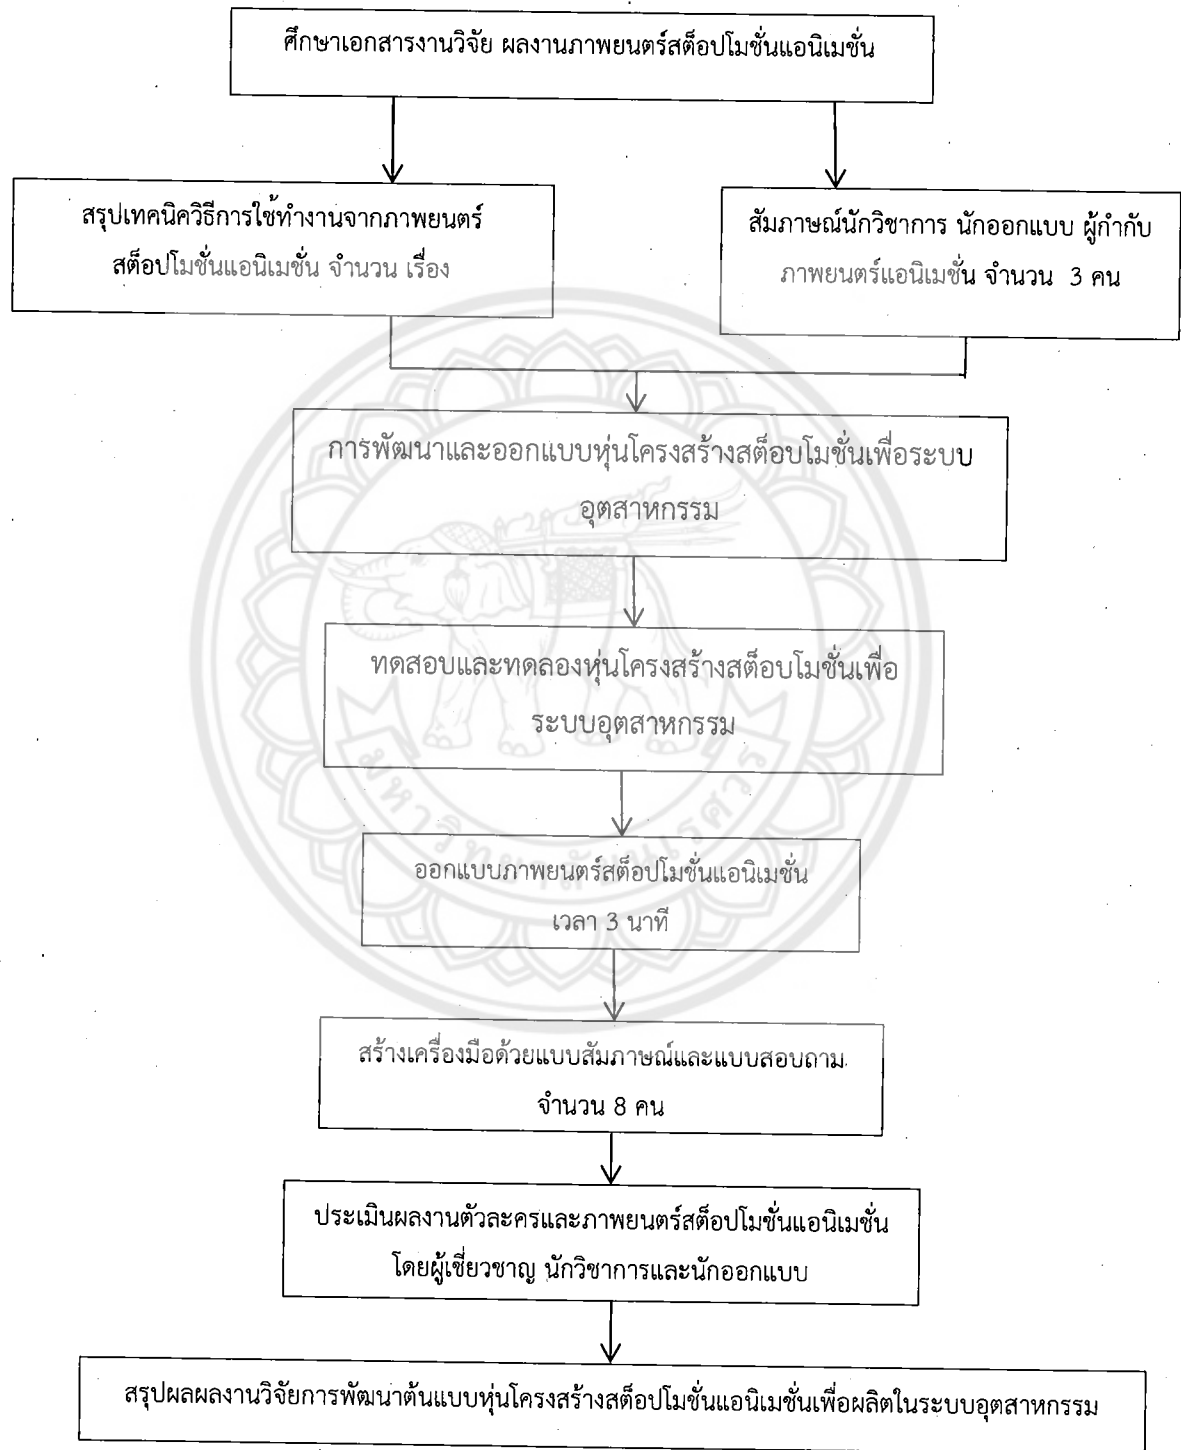 ศึกษาเอกสารงานวิจัย ผลงานภาพยนตร์สต็อปโมชั่นแอนิเมชั่น
สรุปเทคนิควิธีการใช้ทำงานจากภาพยนตร์
สต็อปโมชั่นแอนิเมชั่น จำนวน เรื่อง
สัมภาษณ์นักวิชาการ นักออกแบบ ผู้กำกับ
ภาพยนตร์แอนิเมชั่น จำนวน 3 คน
การพัฒนาและออกแบบหุ่นโครงสร้างสต็อบโมชั่นเพื่อระบบ
อุตสาหกรรม
ทดสอบและทดลองหุ่นโครงสร้างสต็อบโมชั่นเพื่อ
ระบบอุตสาหกรรม
มหาวิทยาลัยนเรศวร
ออกแบบภาพยนตร์สต็อปโมชั่นแอนิเมชั่น
เวลา 3 นาที
สร้างเครื่องมือด้วยแบบสัมภาษณ์และแบบสอบถาม
จำนวน 8 คน
ประเมินผลงานตัวละครและภาพยนตร์สต็อปโมชั่นแอนิเมชั่น
โดยผู้เชี่ยวชาญ นักวิชาการและนักออกแบบ
สรุปผลผลงานวิจัยการพัฒนาต้นแบบหุ่นโครงสร้างสต็อปโมชั่นแอนิเมชั่นเพื่อผลิตในระบบอุตสาหกรรม